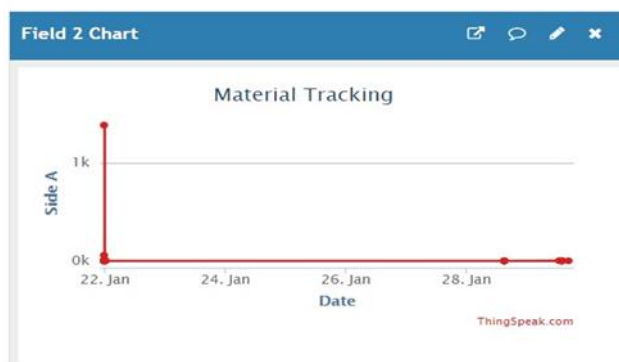 Field 2 Chart
Material Tracking
Side A
1k
0k
22. Jan 24. Jan 26. Jan 28. Jan
Date
ThingSpeak.com